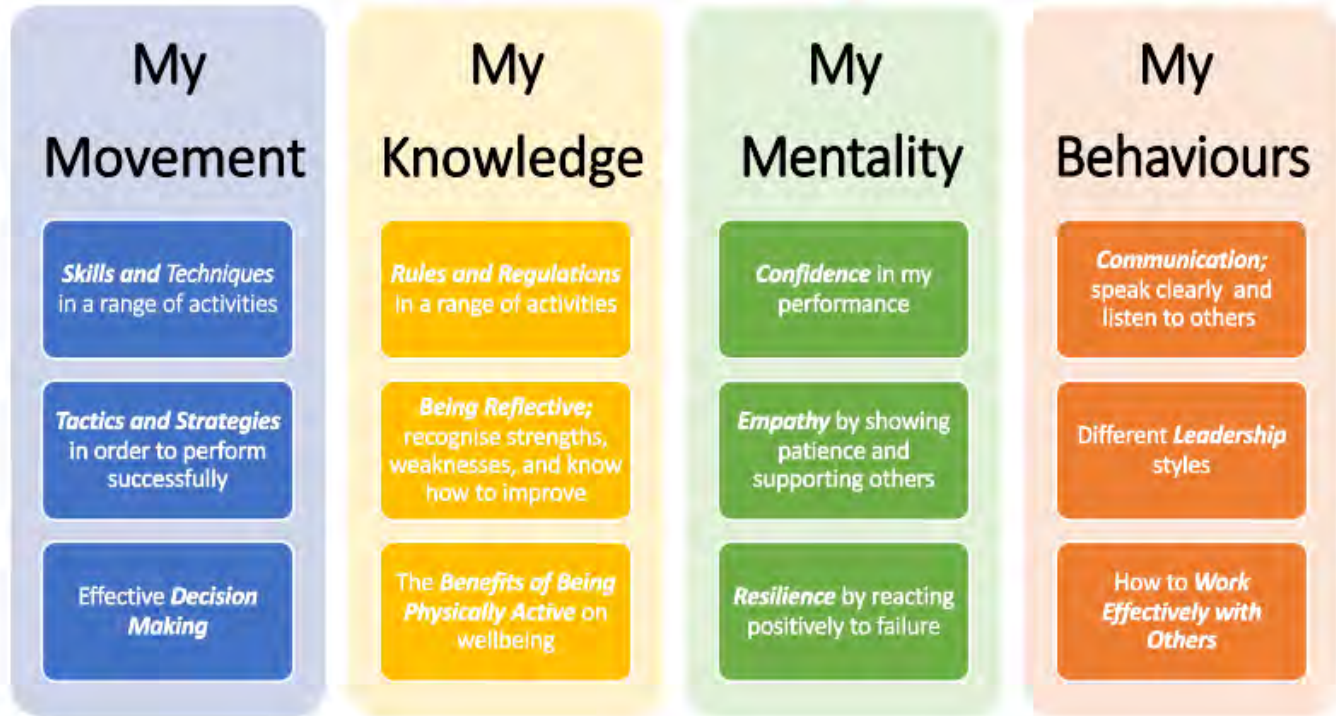 My
Movement
Skills and Techniques
in a range of activities
Tactics and Strategies
in order to perform
successfully
Effective Decision
Making
My
Knowledge
Rules and Regulations
in a range of activities
Being Reflective;
recognise strengths,
weaknesses, and know
how to improve
The Benefits of Being
Physically Active on
wellbeing
My
Mentality
Confidence in my
performance
Empathy by showing
patience and
supporting others
Resilience by reacting
positively to failure
My
Behaviours
Communication;
speak clearly and
listen to others
Different Leadership
styles
How to Work
Effectively with
Others